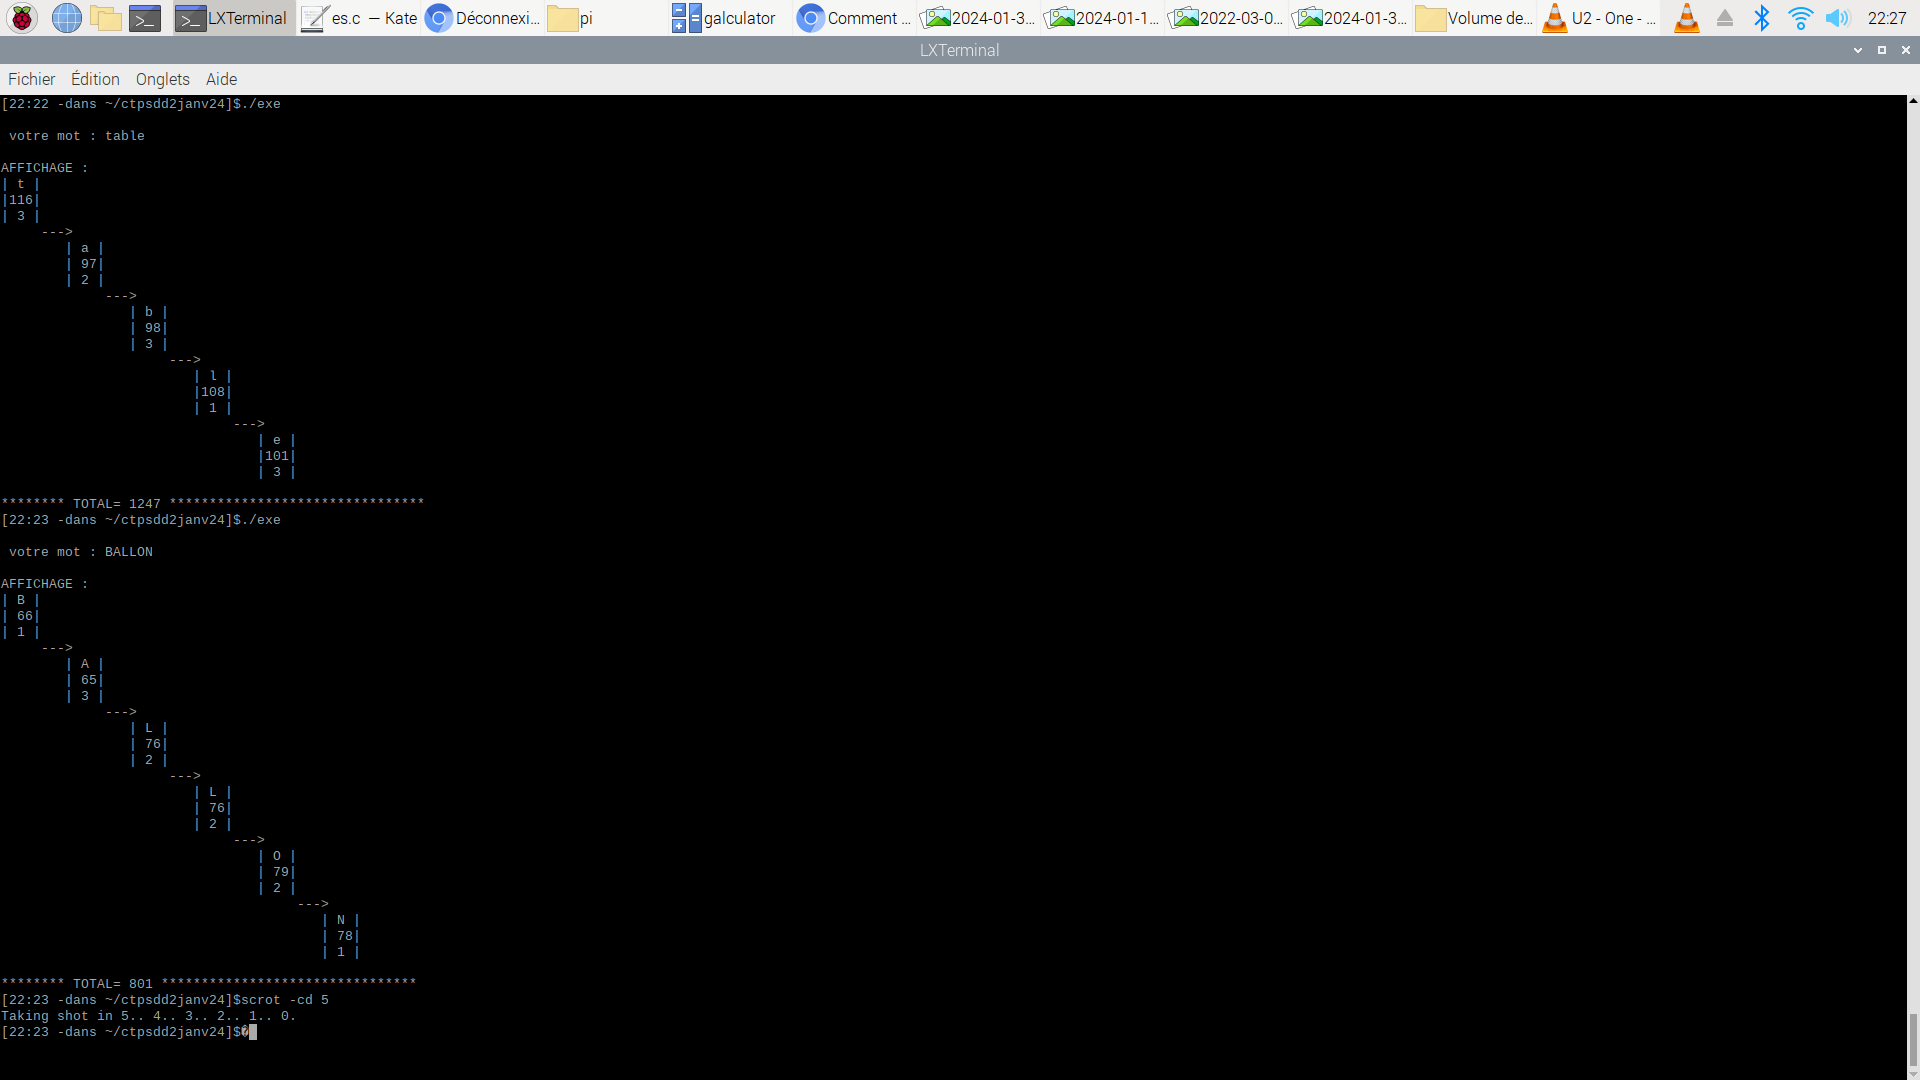 LXTerminal es.c — Kate Déconnexi... pi galculator Comment ... 2024-01-3... 2024-01-1... 2022-03-0... 2024-01-3... Volume de... U2 - One - ... 22:27
LXTerminal
Fichier Édition Onglets Aide
[22:22 -dans ~/ctpsdd2janv24]$./exe
votre mot : table
AFFICHAGE :
| t |
|116|
| 3 |
--->
| a |
| 97|
| 2 |
--->
| b |
| 98|
| 3 |
--->
| l |
|108|
| 1 |
--->
| e |
|101|
| 3 |
******** TOTAL= 1247 ********************************
[22:23 -dans ~/ctpsdd2janv24]$./exe
votre mot : BALLON
AFFICHAGE :
| B |
| 66|
| 1 |
--->
| A |
| 65|
| 3 |
--->
| L |
| 76|
| 2 |
--->
| L |
| 76|
| 2 |
--->
| O |
| 79|
| 2 |
--->
| N |
| 78|
| 1 |
******** TOTAL= 801 ********************************
[22:23 -dans ~/ctpsdd2janv24]$scrot -cd 5
Taking shot in 5.. 4.. 3.. 2.. 1.. 0.
[22:23 -dans ~/ctpsdd2janv24]$�